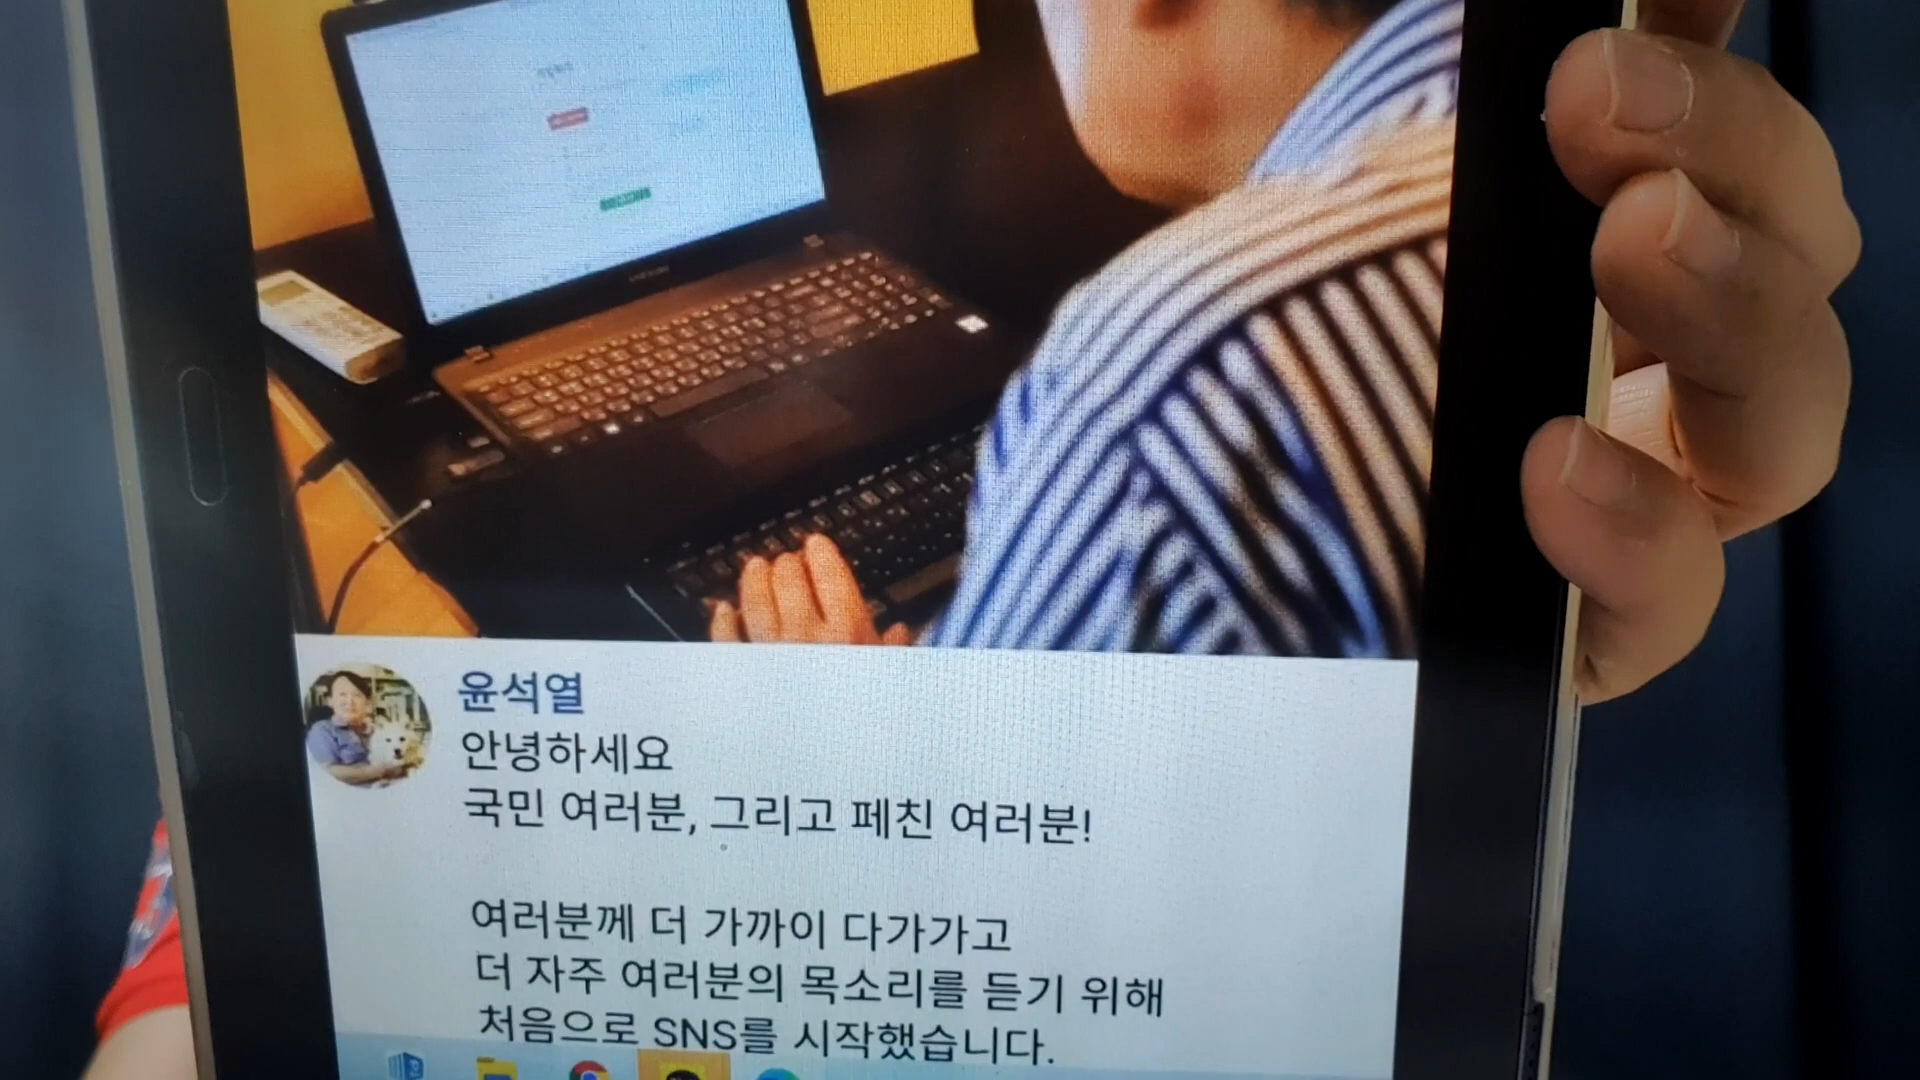 윤석열
안녕하세요
국민 여러분, 그리고 페친 여러분!
여러분께 더 가까이 다가가고
더 자주 여러분의 목소리를 듣기 위해
처음으로 SNS를 시작했습니다.